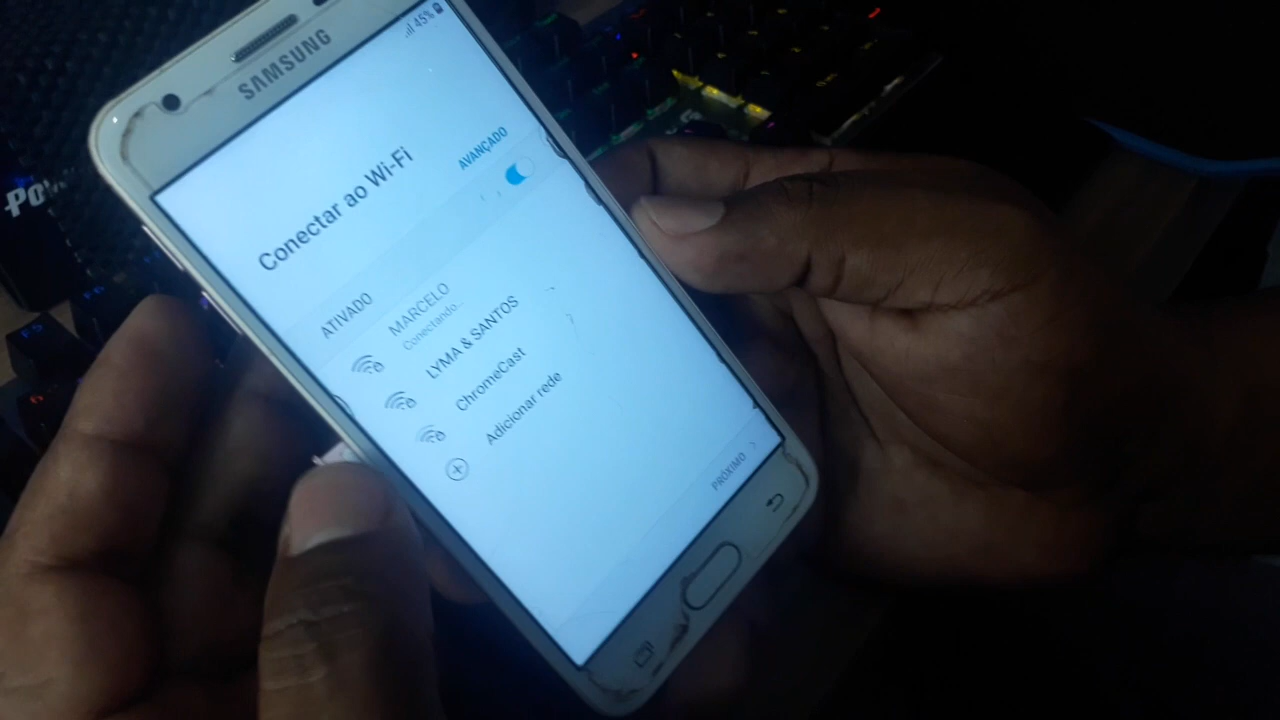 SAMSUNG
45%
Conectar ao Wi-Fi
AVANÇADO
ATIVADO
MARCELO
Conectando...
LYMA & SANTOS
ChromeCast
Adicionar rede
PRÓXIMO